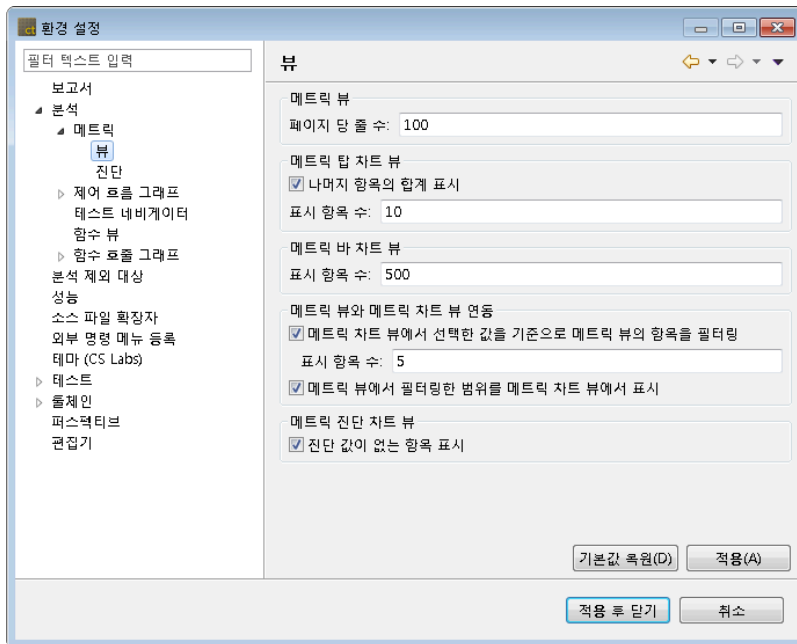 ct 환경 설정
필터 텍스트 입력
보고서
분석
메트릭
뷰
진단
제어 흐름 그래프
테스트 네비게이터
함수 뷰
함수 호출 그래프
분석 제외 대상
성능
소스 파일 확장자
외부 명령 메뉴 등록
테마 (CS Labs)
테스트
툴체인
퍼스펙티브
편집기
뷰
메트릭 뷰
페이지 당 줄 수: 100
메트릭 탑 차트 뷰
나머지 항목의 합계 표시
표시 항목 수: 10
메트릭 바 차트 뷰
표시 항목 수: 500
메트릭 뷰와 메트릭 차트 뷰 연동
메트릭 차트 뷰에서 선택한 값을 기준으로 메트릭 뷰의 항목을 필터링
표시 항목 수: 5
메트릭 뷰에서 필터링한 범위를 메트릭 차트 뷰에서 표시
메트릭 진단 차트 뷰
진단 값이 없는 항목 표시
기본값 복원(D) 적용(A)
적용 후 닫기 취소